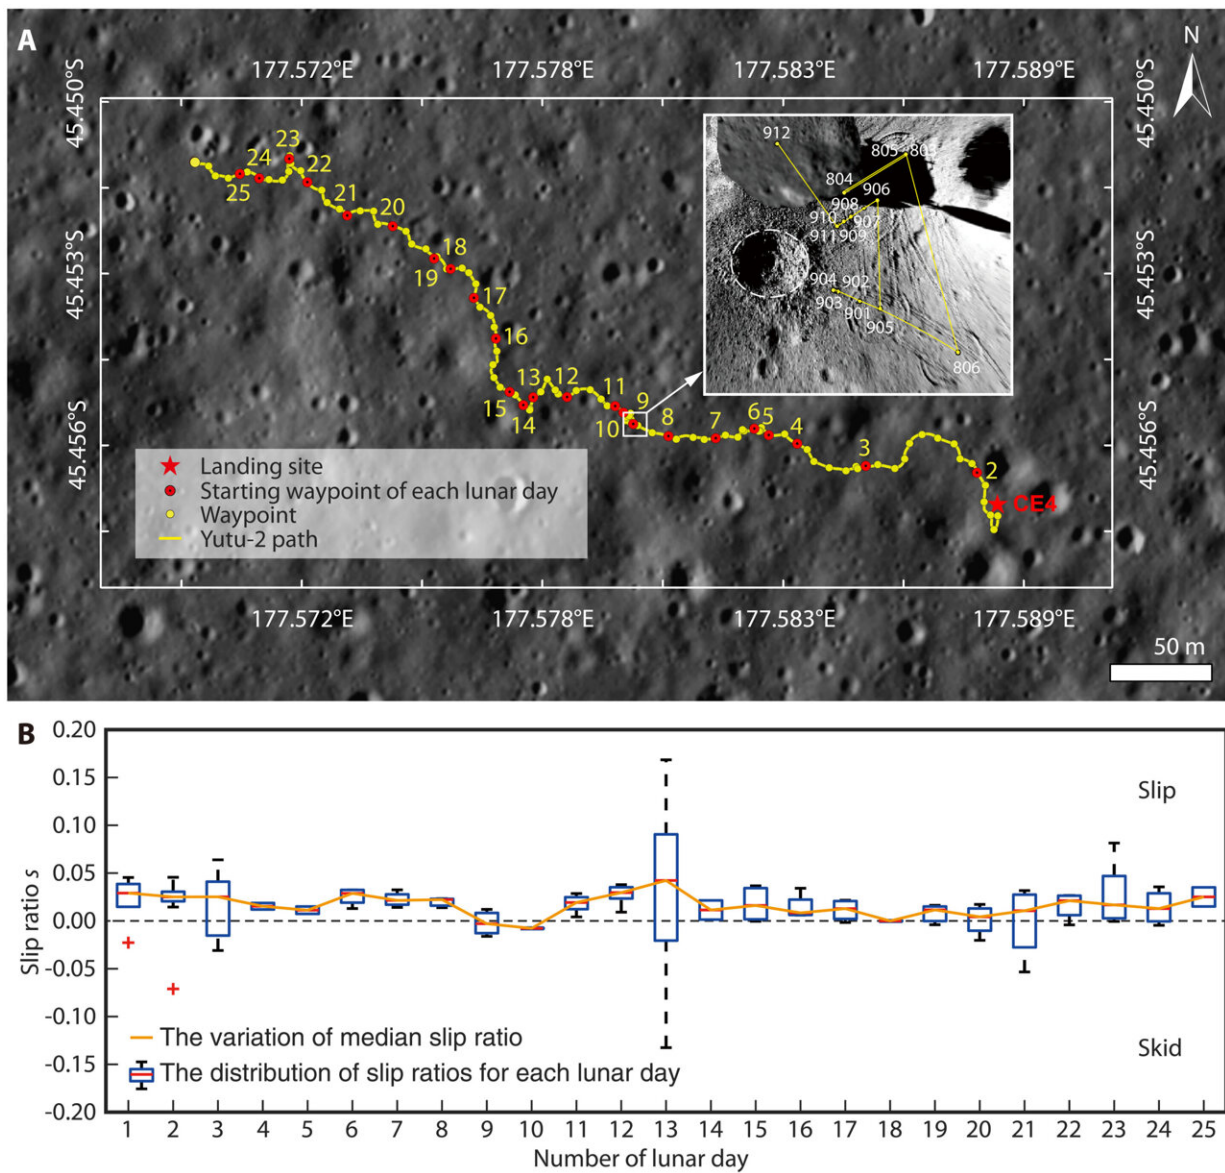 A
N
177.572°E
177.578°E
177.583°E
177.589°E
45.450°S
45.450°S
45.453°S
45.453°S
45.456°S
45.456°S
23
24
22
25
21
20
18
19
17
16
13
12
11
9
15
14
10
8
7
6
5
4
3
2
CE4
912
805
803
804
906
908
910
907
911
909
904
902
903
901
905
806
Landing site
Starting waypoint of each lunar day
Waypoint
Yutu-2 path
177.572°E
177.578°E
177.583°E
177.589°E
50 m
B
Slip ratio s
0.20
0.15
0.10
0.05
0.00
-0.05
-0.10
-0.15
-0.20
Slip
Skid
The variation of median slip ratio
The distribution of slip ratios for each lunar day
1 2 3 4 5 6 7 8 9 10 11 12 13 14 15 16 17 18 19 20 21 22 23 24 25
Number of lunar day